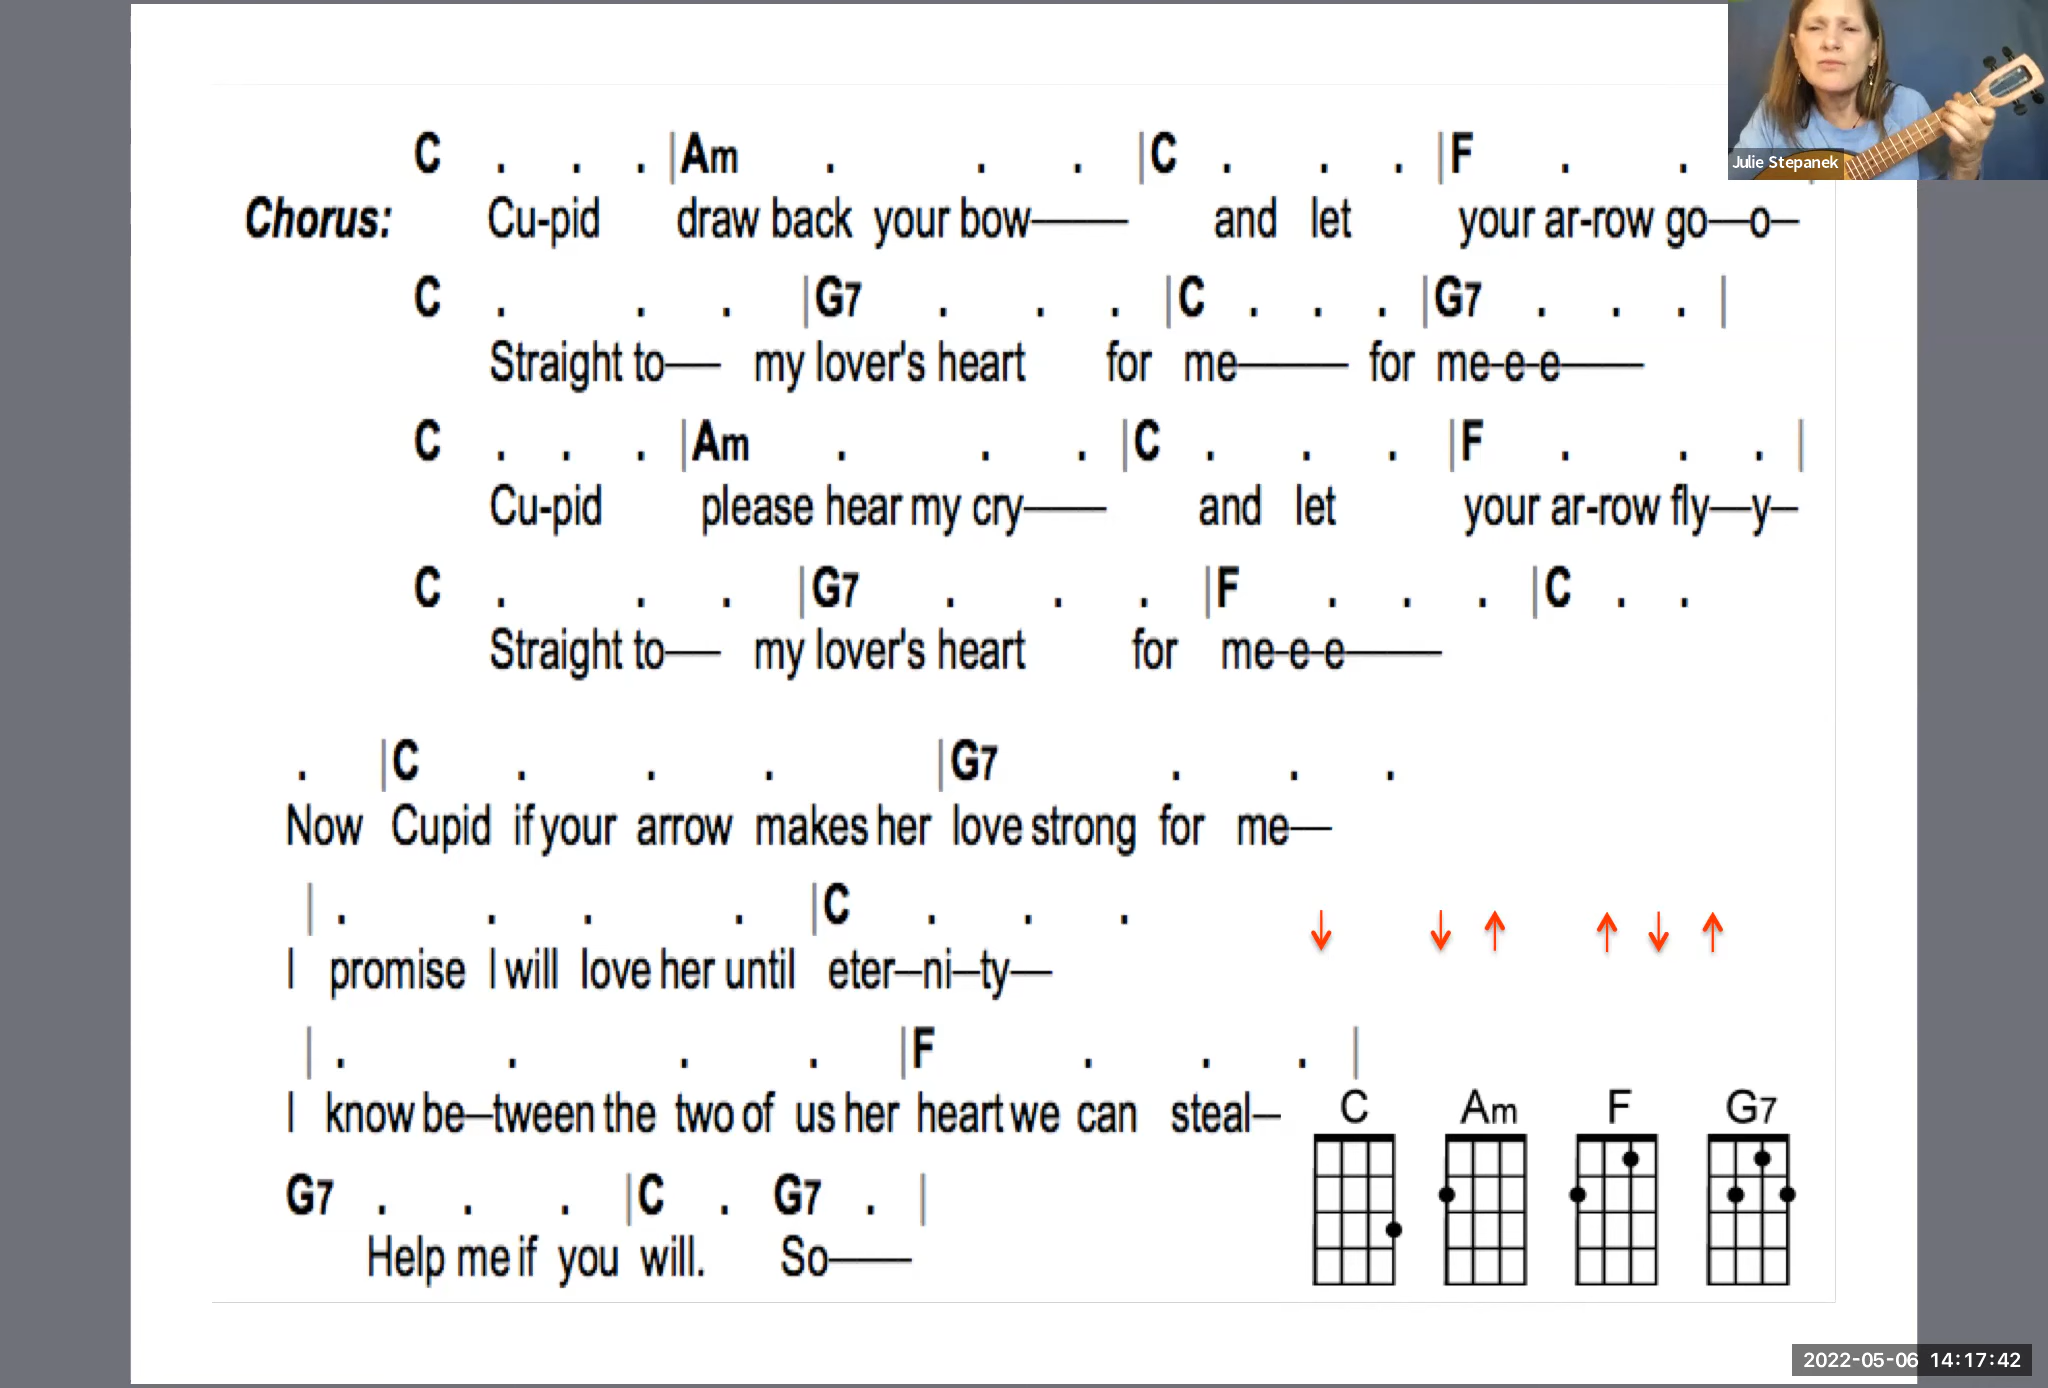 C . . . |Am . . . |C . . . |F . .
Chorus: Cu-pid draw back your bow—— and let your ar-row go—o–
C . . . |G7 . . . |C . . . |G7 . . . |
Straight to— my lover's heart for me—— for me-e-e——
C . . . |Am . . . |C . . . |F . . . |
Cu-pid please hear my cry—— and let your ar-row fly—y–
C . . . |G7 . . . |F . . . |C . .
Straight to— my lover's heart for me-e-e——
. |C . . . |G7 . . .
Now Cupid if your arrow makes her love strong for me—
| . . . . |C . . .
I promise I will love her until eter–ni–ty—
| . . . . |F . . . |
I know be–tween the two of us her heart we can steal–
G7 . . . |C . G7 . |
Help me if you will. So——
↓ ↓ ↑ ↑ ↓ ↑
C Am F G7
Julie Stepanek
2022-05-06 14:17:42